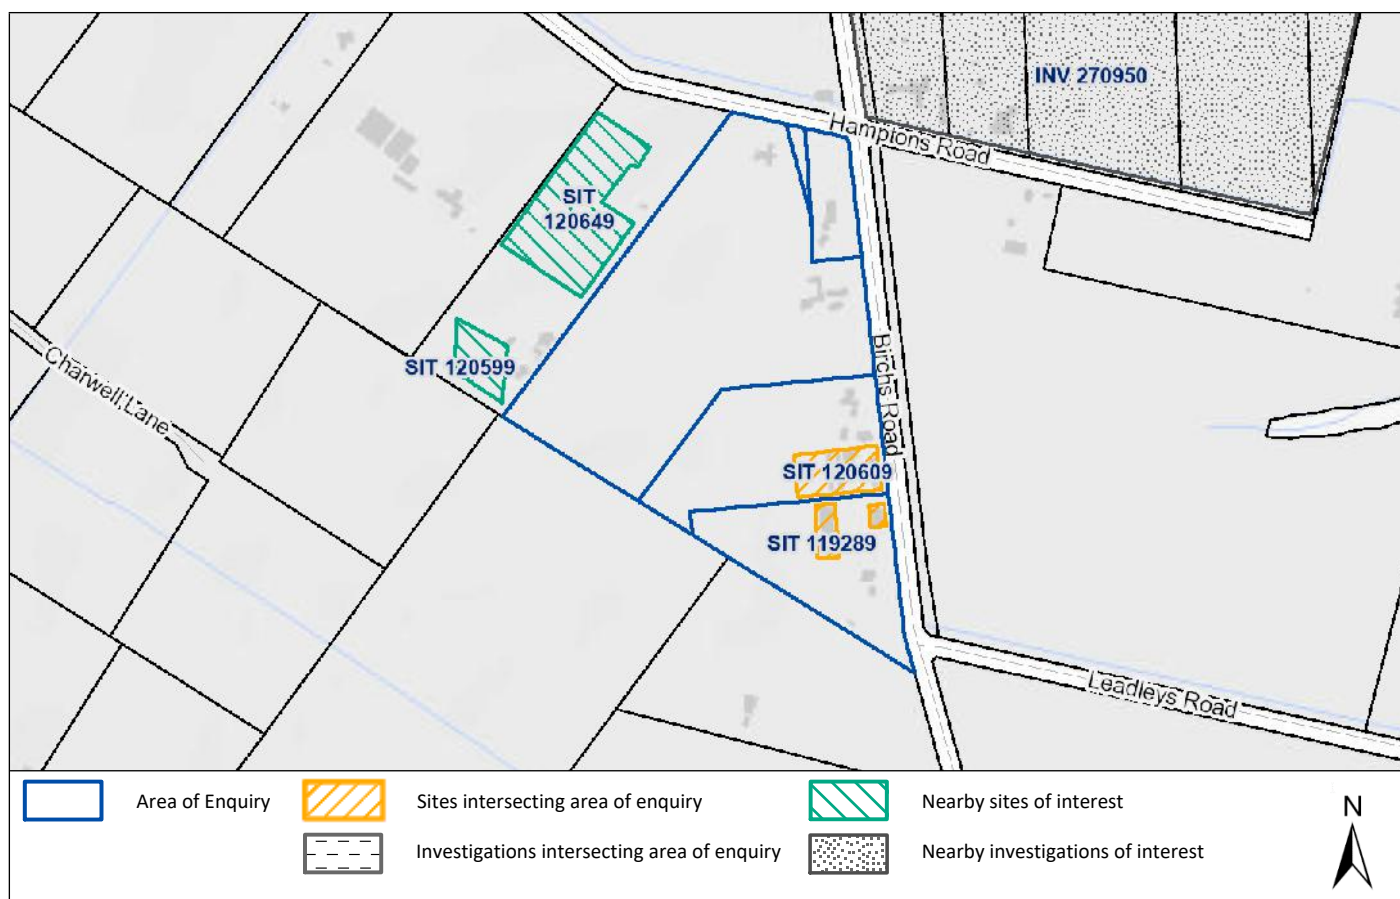 INV 270950
Hamptons Road
SIT
120649
SIT 120599
Charwell Lane
Birchs Road
SIT 120609
SIT 119289
Leadleys Road
Area of Enquiry
Sites intersecting area of enquiry
Nearby sites of interest
Investigations intersecting area of enquiry
Nearby investigations of interest
N